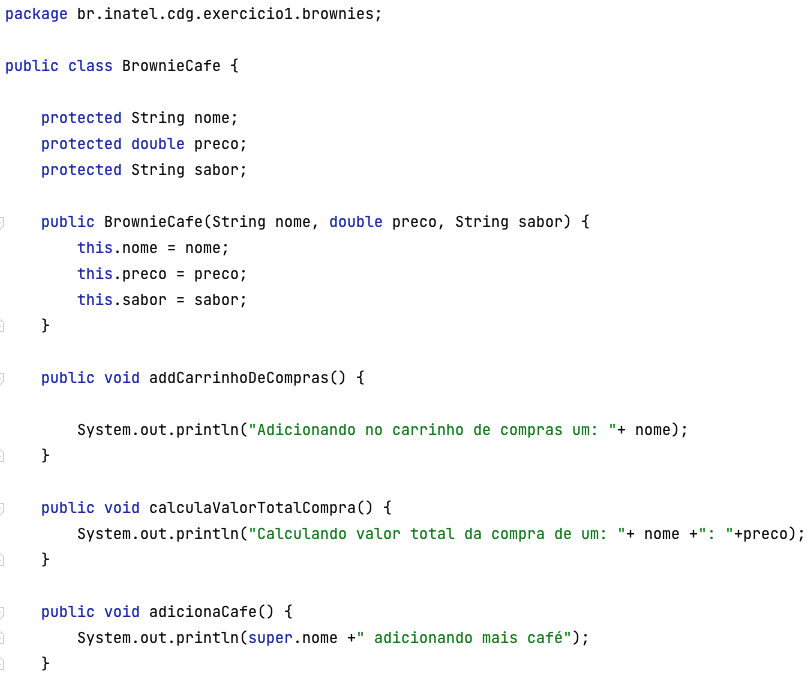 package br.inatel.cdg.exercicio1.brownies;
public class BrownieCafe {
protected String nome;
protected double preco;
protected String sabor;
public BrownieCafe(String nome, double preco, String sabor) {
this.nome = nome;
this.preco = preco;
this.sabor = sabor;
}
public void addCarrinhoDeCompras() {
System.out.println("Adicionando no carrinho de compras um: "+ nome);
}
public void calculaValorTotalCompra() {
System.out.println("Calculando valor total da compra de um: "+ nome +": "+preco);
}
public void adicionaCafe() {
System.out.println(super.nome +" adicionando mais café");
}